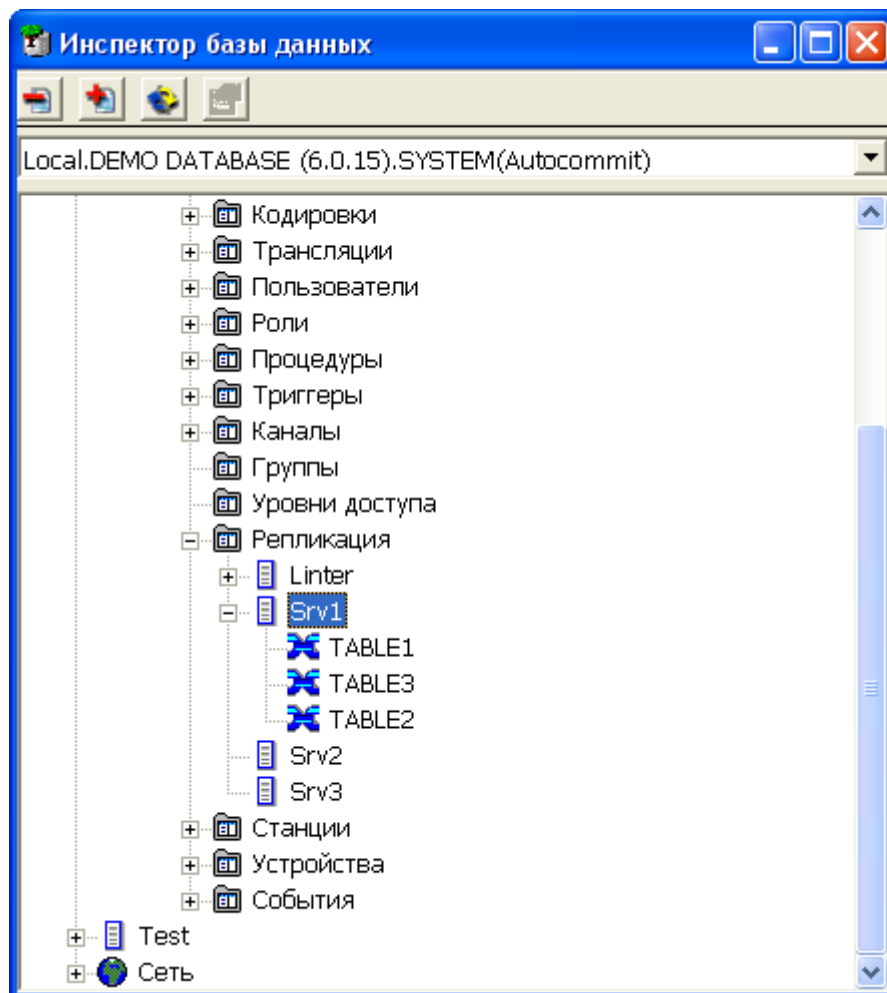 Инспектор базы данных
Local.DEMO DATABASE (6.0.15).SYSTEM(Autocommit)
Кодировки
Трансляции
Пользователи
Роли
Процедуры
Триггеры
Каналы
Группы
Уровни доступа
Репликация
Linter
Srv1
TABLE1
TABLE3
TABLE2
Srv2
Srv3
Станции
Устройства
События
Test
Сеть